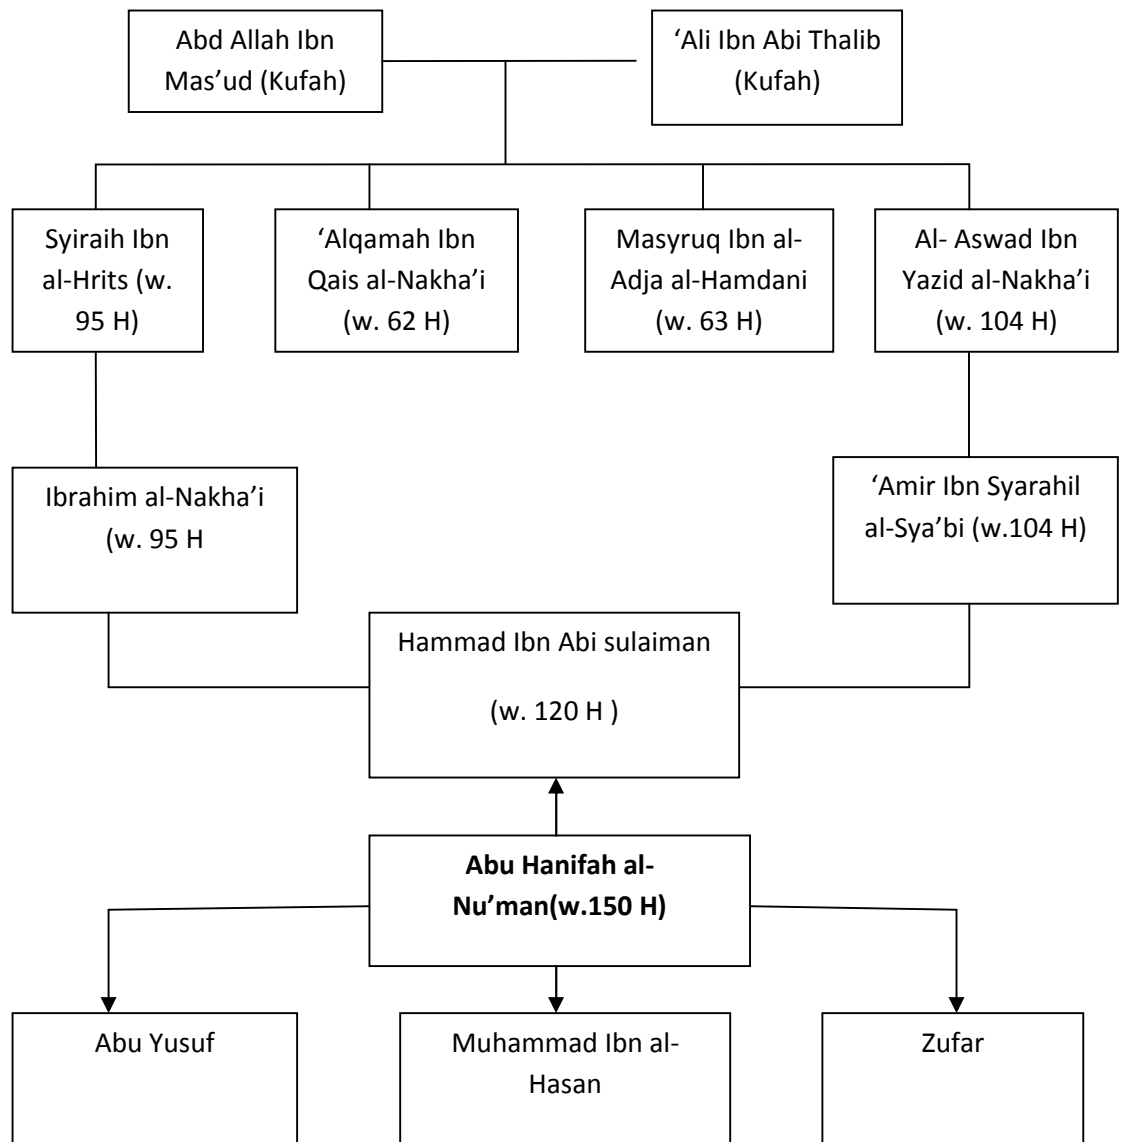 Abd Allah Ibn
Mas’ud (Kufah)
‘Ali Ibn Abi Thalib
(Kufah)
Syiraih Ibn
al-Hrits (w.
95 H)
‘Alqamah Ibn
Qais al-Nakha’i
(w. 62 H)
Masyruq Ibn al-
Adja al-Hamdani
(w. 63 H)
Al- Aswad Ibn
Yazid al-Nakha’i
(w. 104 H)
Ibrahim al-Nakha’i
(w. 95 H
‘Amir Ibn Syarahil
al-Sya’bi (w.104 H)
Hammad Ibn Abi sulaiman
(w. 120 H )
Abu Hanifah al-
Nu’man(w.150 H)
Abu Yusuf
Muhammad Ibn al-
Hasan
Zufar